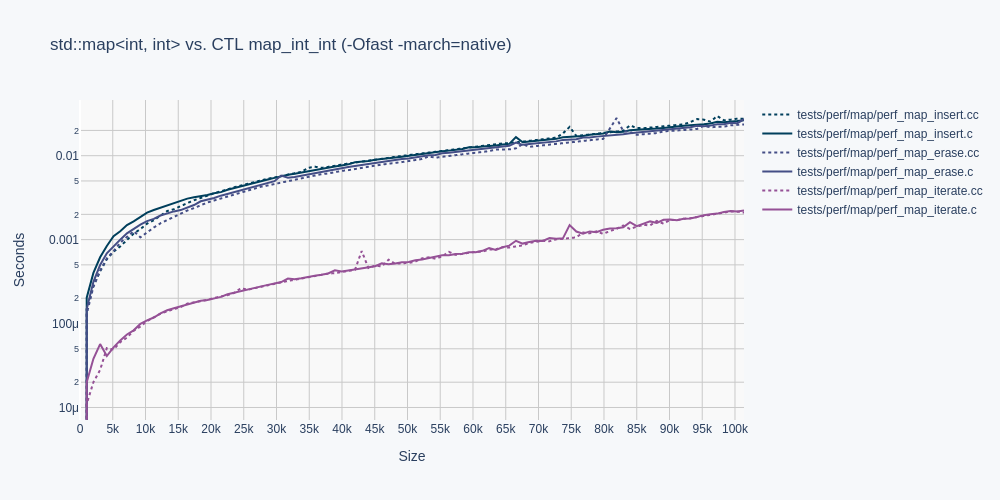 std::map<int, int> vs. CTL map_int_int (-Ofast -march=native)
2
0.01
5
2
0.001
5
2
100μ
5
2
10μ
Seconds
0 5k 10k 15k 20k 25k 30k 35k 40k 45k 50k 55k 60k 65k 70k 75k 80k 85k 90k 95k 100k
Size
tests/perf/map/perf_map_insert.cc
tests/perf/map/perf_map_insert.c
tests/perf/map/perf_map_erase.cc
tests/perf/map/perf_map_erase.c
tests/perf/map/perf_map_iterate.cc
tests/perf/map/perf_map_iterate.c